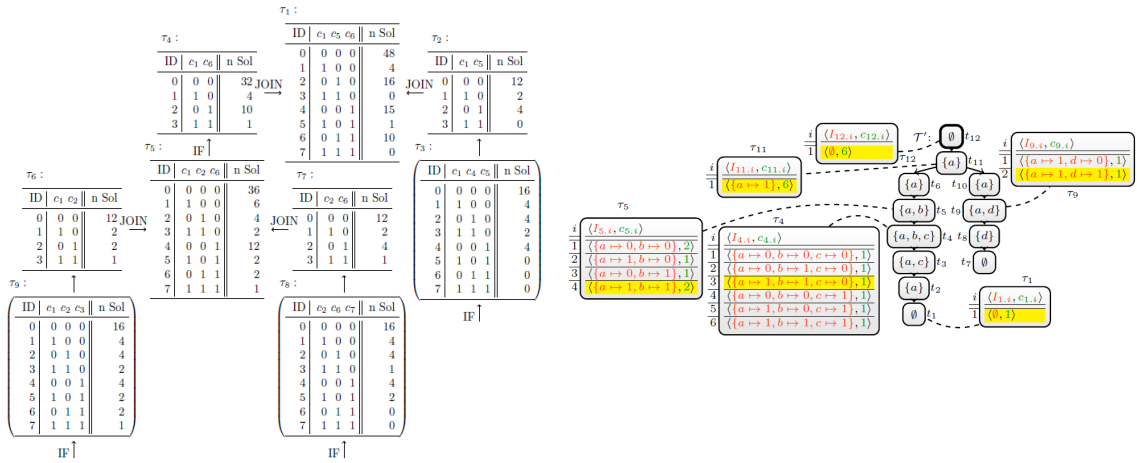 τ4 :
ID | c1 c6 || n Sol
0 | 0 0 || 32
1 | 1 0 || 4
2 | 0 1 || 10
3 | 1 1 || 1
IF ↑
JOIN →
τ1 :
ID | c1 c5 c6 || n Sol
0 | 0 0 0 || 48
1 | 1 0 0 || 4
2 | 0 1 0 || 16
3 | 1 1 0 || 0
4 | 0 0 1 || 15
5 | 1 0 1 || 1
6 | 0 1 1 || 10
7 | 1 1 1 || 0
JOIN ←
τ2 :
ID | c1 c5 || n Sol
0 | 0 0 || 12
1 | 1 0 || 2
2 | 0 1 || 4
3 | 1 1 || 0
τ6 :
ID | c1 c2 || n Sol
0 | 0 0 || 12
1 | 1 0 || 2
2 | 0 1 || 2
3 | 1 1 || 1
JOIN →
τ5 :
ID | c1 c2 c6 || n Sol
0 | 0 0 0 || 36
1 | 1 0 0 || 6
2 | 0 1 0 || 4
3 | 1 1 0 || 2
4 | 0 0 1 || 12
5 | 1 0 1 || 2
6 | 0 1 1 || 2
7 | 1 1 1 || 1
JOIN ←
τ7 :
ID | c2 c6 || n Sol
0 | 0 0 || 12
1 | 1 0 || 2
2 | 0 1 || 4
3 | 1 1 || 1
τ3 :
ID | c1 c4 c5 || n Sol
0 | 0 0 0 || 16
1 | 1 0 0 || 4
2 | 0 1 0 || 4
3 | 1 1 0 || 2
4 | 0 0 1 || 4
5 | 1 0 1 || 0
6 | 0 1 1 || 0
7 | 1 1 1 || 0
IF ↑
τ9 :
ID | c1 c2 c3 || n Sol
0 | 0 0 0 || 16
1 | 1 0 0 || 4
2 | 0 1 0 || 4
3 | 1 1 0 || 2
4 | 0 0 1 || 4
5 | 1 0 1 || 2
6 | 0 1 1 || 2
7 | 1 1 1 || 1
IF ↑
τ8 :
ID | c2 c6 c7 || n Sol
0 | 0 0 0 || 16
1 | 1 0 0 || 4
2 | 0 1 0 || 4
3 | 1 1 0 || 1
4 | 0 0 1 || 4
5 | 1 0 1 || 2
6 | 0 1 1 || 0
7 | 1 1 1 || 0
IF ↑
i ⟨I12.i, c12.i⟩
1 ⟨∅, 6⟩
τ12
τ11
i ⟨I11.i, c11.i⟩
1 ⟨{a ↦ 1}, 6⟩
T′: ∅ t12
{a} t11
{a} t6 t10 {a}
{a, b} t5 t9 {a, d}
{a, b, c} t4 t8 {d}
{a, c} t3 t7 ∅
{a} t2
∅ t1
i ⟨I9.i, c9.i⟩
1 ⟨{a ↦ 1, d ↦ 0}, 1⟩
2 ⟨{a ↦ 1, d ↦ 1}, 1⟩
τ9
τ5
i ⟨I5.i, c5.i⟩
1 ⟨{a ↦ 0, b ↦ 0}, 2⟩
2 ⟨{a ↦ 1, b ↦ 0}, 1⟩
3 ⟨{a ↦ 0, b ↦ 1}, 1⟩
4 ⟨{a ↦ 1, b ↦ 1}, 2⟩
τ4
i ⟨I4.i, c4.i⟩
1 ⟨{a ↦ 0, b ↦ 0, c ↦ 0}, 1⟩
2 ⟨{a ↦ 0, b ↦ 1, c ↦ 0}, 1⟩
3 ⟨{a ↦ 1, b ↦ 1, c ↦ 0}, 1⟩
4 ⟨{a ↦ 0, b ↦ 0, c ↦ 1}, 1⟩
5 ⟨{a ↦ 1, b ↦ 0, c ↦ 1}, 1⟩
6 ⟨{a ↦ 1, b ↦ 1, c ↦ 1}, 1⟩
τ1
i ⟨I1.i, c1.i⟩
1 ⟨∅, 1⟩